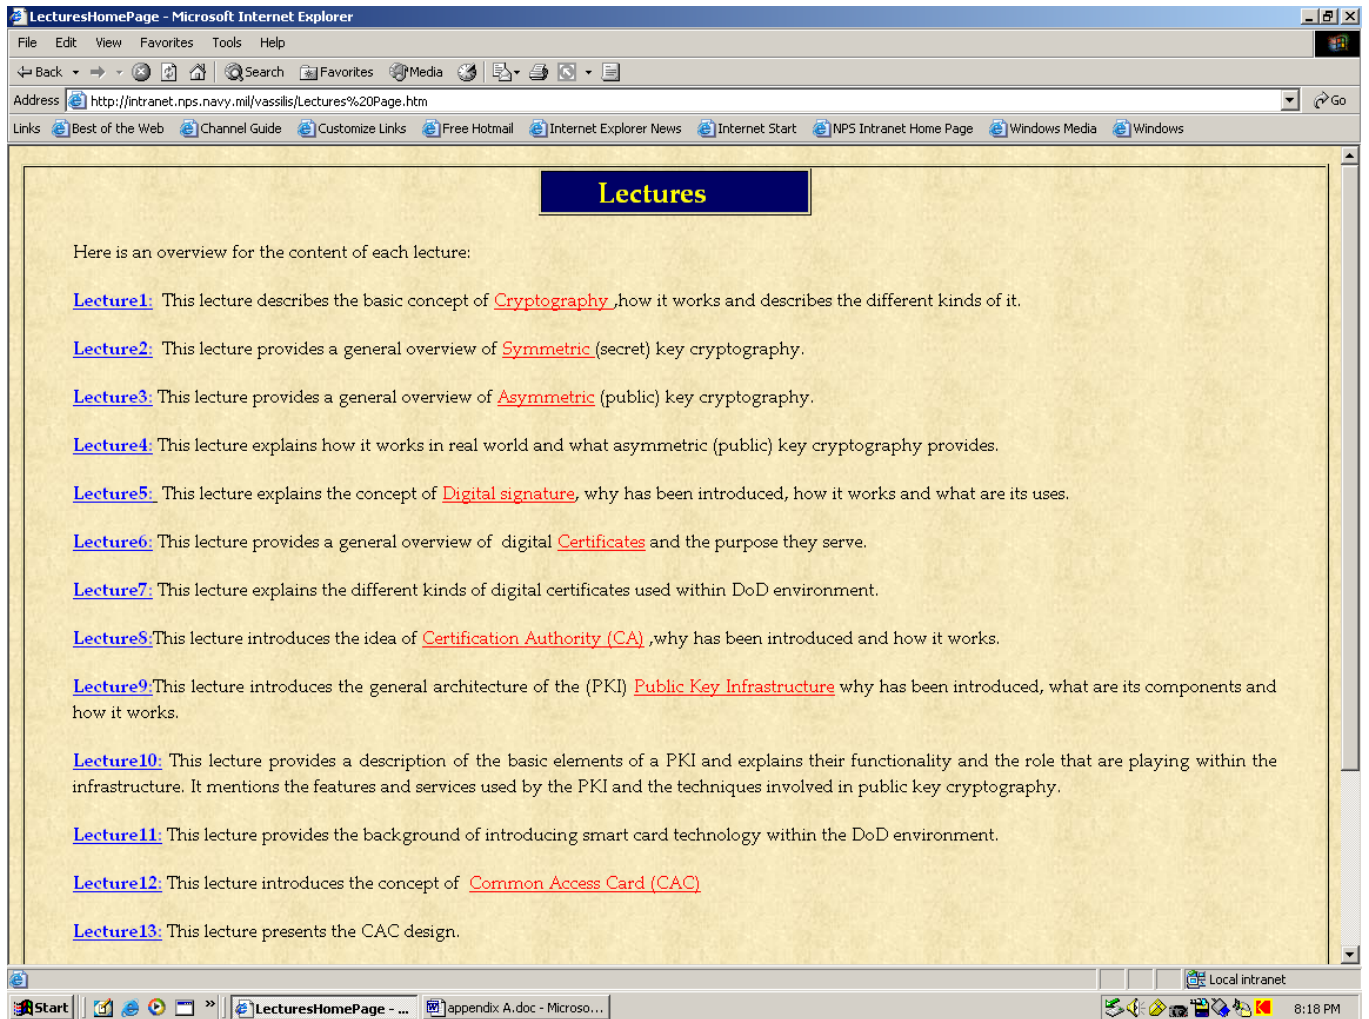 LecturesHomePage - Microsoft Internet Explorer
File Edit View Favorites Tools Help
Back Search Favorites Media
Address http://intranet.nps.navy.mil/vassilis/Lectures%20Page.htm Go
Links Best of the Web Channel Guide Customize Links Free Hotmail Internet Explorer News Internet Start NPS Intranet Home Page Windows Media Windows
Lectures
Here is an overview for the content of each lecture:
Lecture1: This lecture describes the basic concept of Cryptography ,how it works and describes the different kinds of it.
Lecture2: This lecture provides a general overview of Symmetric (secret) key cryptography.
Lecture3: This lecture provides a general overview of Asymmetric (public) key cryptography.
Lecture4: This lecture explains how it works in real world and what asymmetric (public) key cryptography provides.
Lecture5: This lecture explains the concept of Digital signature, why has been introduced, how it works and what are its uses.
Lecture6: This lecture provides a general overview of digital Certificates and the purpose they serve.
Lecture7: This lecture explains the different kinds of digital certificates used within DoD environment.
Lecture8:This lecture introduces the idea of Certification Authority (CA) ,why has been introduced and how it works.
Lecture9:This lecture introduces the general architecture of the (PKI) Public Key Infrastructure why has been introduced, what are its components and
how it works.
Lecture10: This lecture provides a description of the basic elements of a PKI and explains their functionality and the role that are playing within the
infrastructure. It mentions the features and services used by the PKI and the techniques involved in public key cryptography.
Lecture11: This lecture provides the background of introducing smart card technology within the DoD environment.
Lecture12: This lecture introduces the concept of Common Access Card (CAC)
Lecture13: This lecture presents the CAC design.
Local intranet
Start » LecturesHomePage - ... appendix A.doc - Microso... 8:18 PM